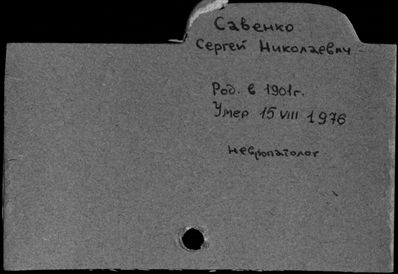 Савенко
Сергей Николаевич
Род. в 1901г.
Умер 15 VIII 1976
невропатолог